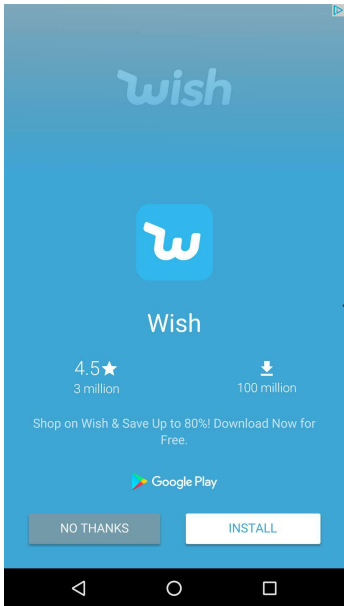 wish
w
Wish
4.5★
3 million
100 million
Shop on Wish & Save Up to 80%! Download Now for
Free.
Google Play
NO THANKS
INSTALL